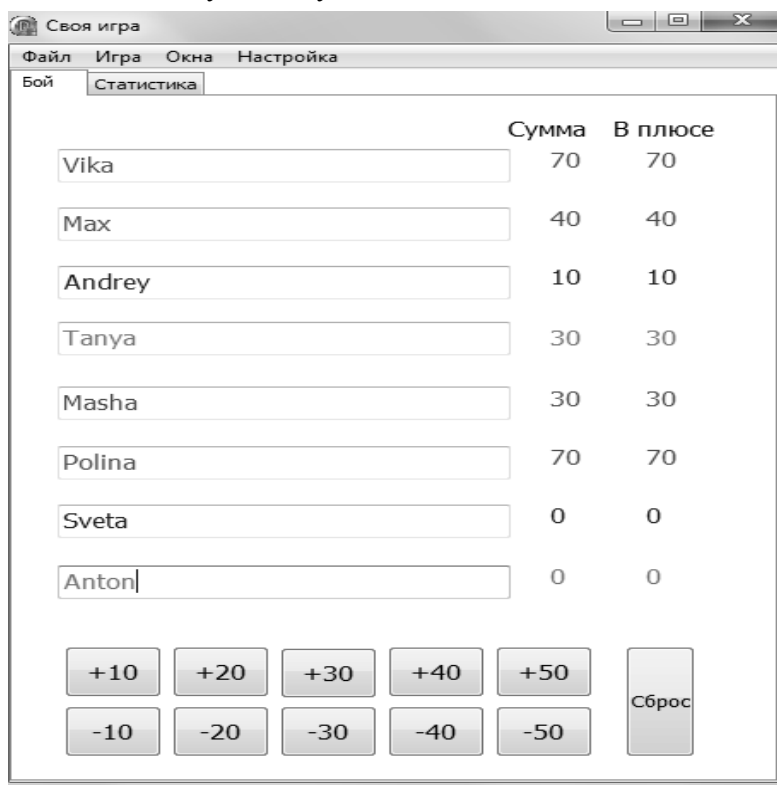 Своя игра
Файл Игра Окна Настройка
Бой Статистика
Сумма В плюсе
Vika 70 70
Max 40 40
Andrey 10 10
Tanya 30 30
Masha 30 30
Polina 70 70
Sveta 0 0
Anton 0 0
+10 +20 +30 +40 +50
Сброс
-10 -20 -30 -40 -50